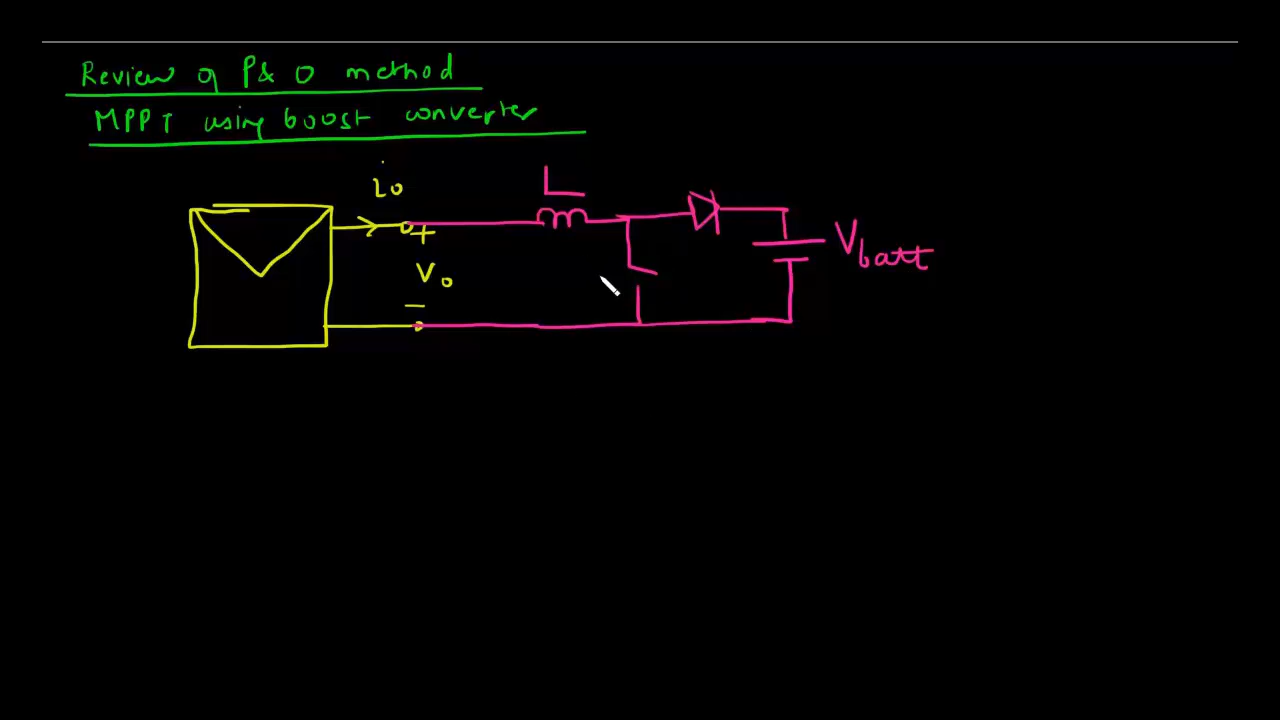 Review of P& O method
MPPT using boost converter
io
L
+
Vo
−
Vbatt